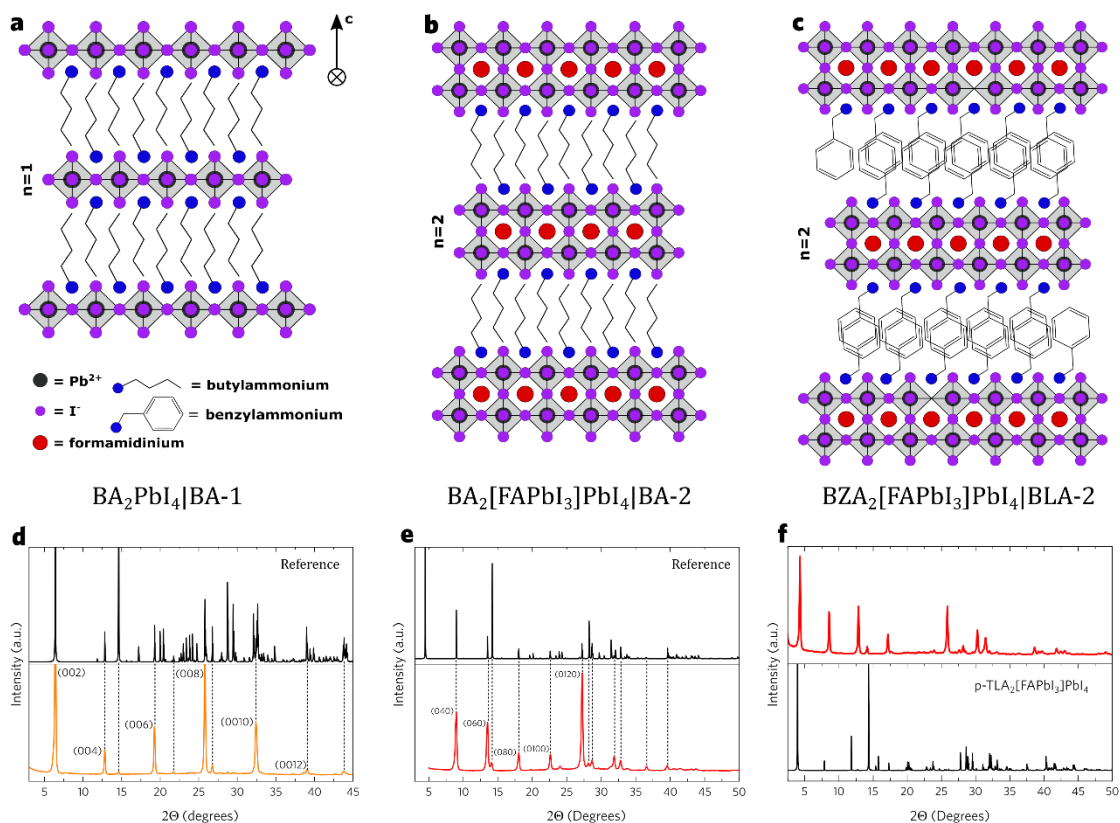 a
c
n=1
= Pb²⁺
= butylammonium
= I⁻
= benzylammonium
= formamidinium
BA₂PbI₄|BA-1
b
n=2
BA₂[FAPbI₃]PbI₄|BA-2
c
n=2
BZA₂[FAPbI₃]PbI₄|BLA-2
d
Reference
Intensity (a.u.)
(002)
(004)
(006)
(008)
(0010)
(0012)
5 10 15 20 25 30 35 40 45
2Θ (degrees)
e
Reference
Intensity (a.u.)
(040)
(060)
(080)
(0100)
(0120)
5 10 15 20 25 30 35 40 45 50
2Θ (Degrees)
f
Intensity (a.u.)
p-TLA₂[FAPbI₃]PbI₄
5 10 15 20 25 30 35 40 45 50
2Θ (Degrees)